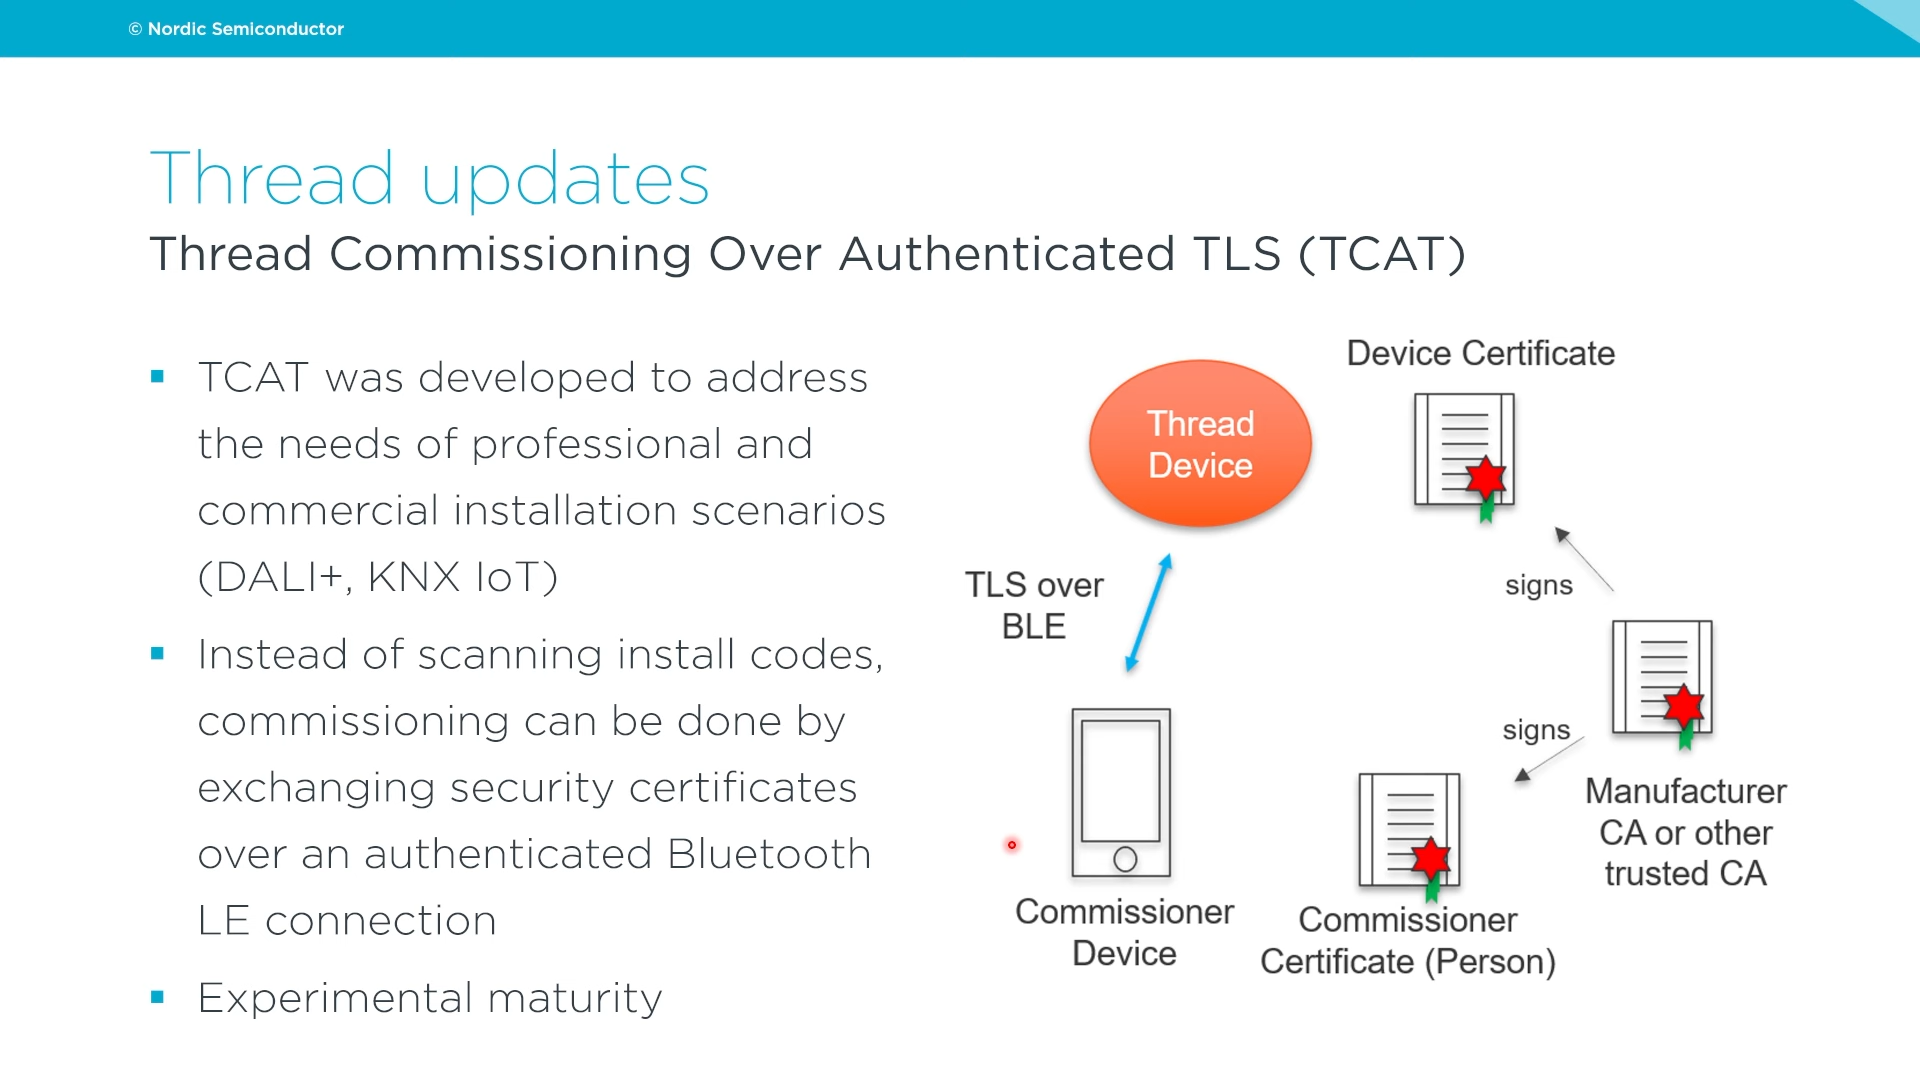 © Nordic Semiconductor
Thread updates
Thread Commissioning Over Authenticated TLS (TCAT)
TCAT was developed to address
the needs of professional and
commercial installation scenarios
(DALI+, KNX IoT)
Instead of scanning install codes,
commissioning can be done by
exchanging security certificates
over an authenticated Bluetooth
LE connection
Experimental maturity
Device Certificate
Thread
Device
TLS over
BLE
signs
signs
Manufacturer
CA or other
trusted CA
Commissioner
Device
Commissioner
Certificate (Person)